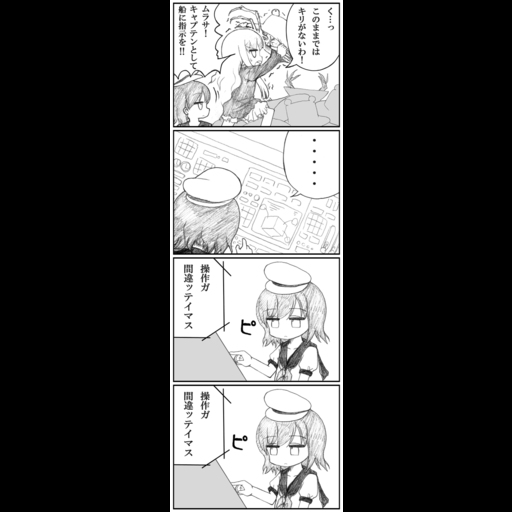 く…っ
このままでは
キリがないわ！
ムラサ！
キャプテンとして
船に指示を!!
・・・・・
操作ガ
間違ッテイマス
ピ
操作ガ
間違ッテイマス
ピ